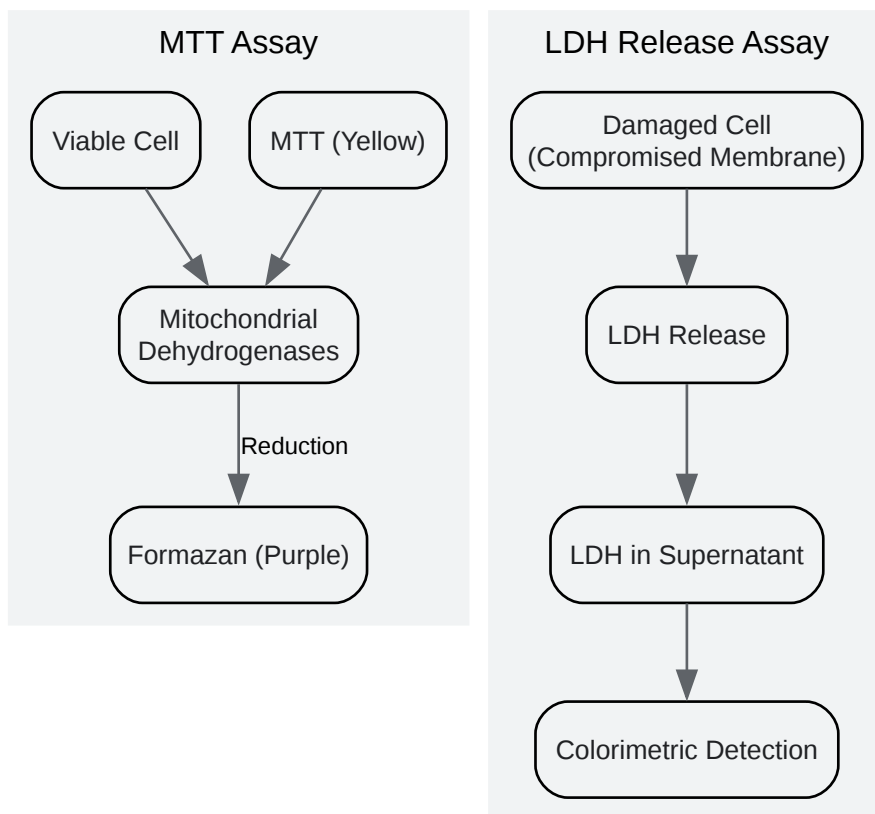 MTT Assay
Viable Cell
MTT (Yellow)
Mitochondrial
Dehydrogenases
Reduction
Formazan (Purple)
LDH Release Assay
Damaged Cell
(Compromised Membrane)
LDH Release
LDH in Supernatant
Colorimetric Detection